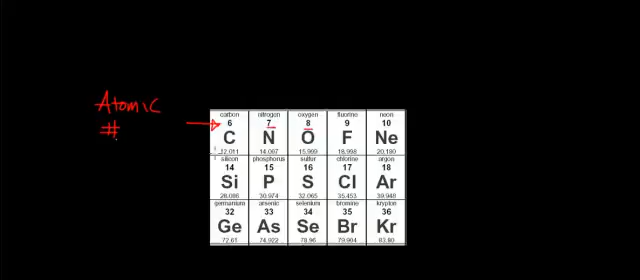 Atomic
#
carbon nitrogen oxygen fluorine neon
6 7 8 9 10
C N O F Ne
12.011 14.007 15.999 18.998 20.180
silicon phosphorus sulfur chlorine argon
14 15 16 17 18
Si P S Cl Ar
28.086 30.974 32.065 35.453 39.948
germanium arsenic selenium bromine krypton
32 33 34 35 36
Ge As Se Br Kr
72.61 74.922 78.96 79.904 83.80